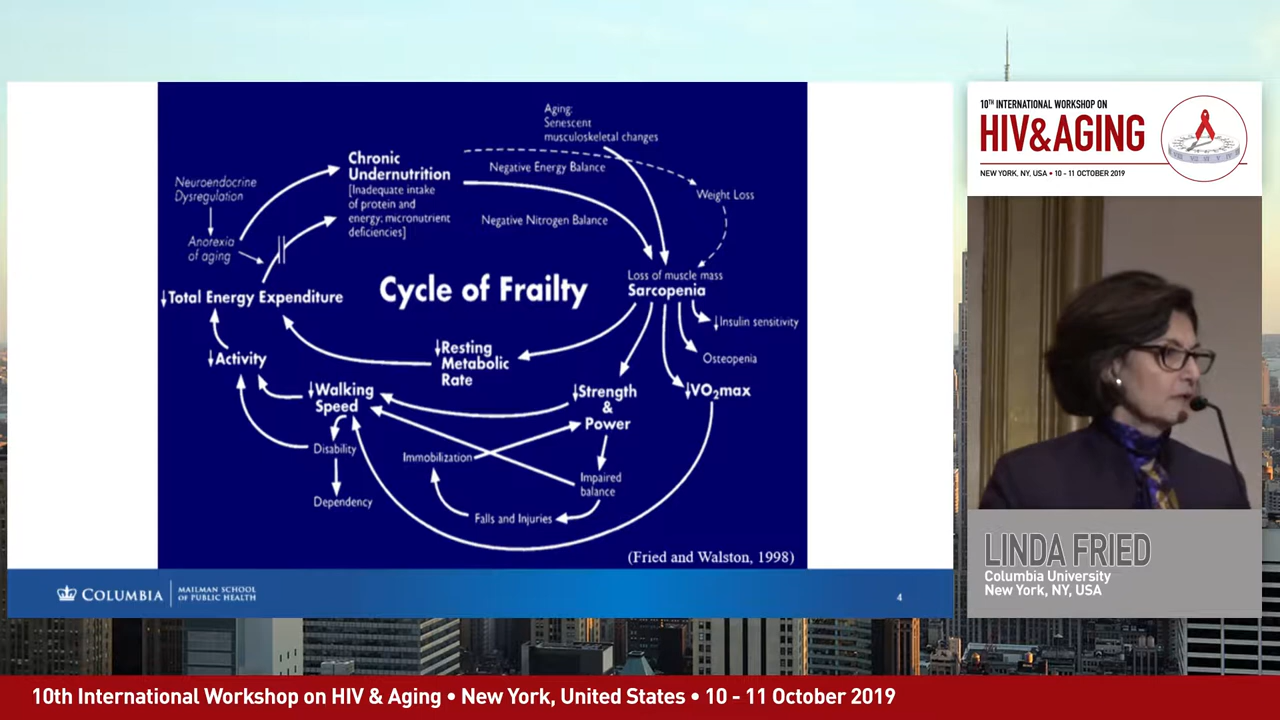 Aging:
Senescent
musculoskeletal changes
Chronic
Undernutrition
[Inadequate intake
of protein and
energy; micronutrient
deficiencies]
Negative Energy Balance
Negative Nitrogen Balance
Weight Loss
Neuroendocrine
Dysregulation
Anorexia
of aging
Cycle of Frailty
Loss of muscle mass
Sarcopenia
↓Total Energy Expenditure
↓Insulin sensitivity
Osteopenia
↓Resting
Metabolic
Rate
↓Activity
↓Walking
Speed
↓Strength
&
Power
↓VO₂max
Disability
Immobilization
Impaired
balance
Dependency
Falls and Injuries
(Fried and Walston, 1998)
COLUMBIA
MAILMAN SCHOOL
OF PUBLIC HEALTH
4
10TH INTERNATIONAL WORKSHOP ON
HIV&AGING
NEW YORK, NY, USA • 10 - 11 OCTOBER 2019
LINDA FRIED
Columbia University
New York, NY, USA
10th International Workshop on HIV & Aging • New York, United States • 10 - 11 October 2019